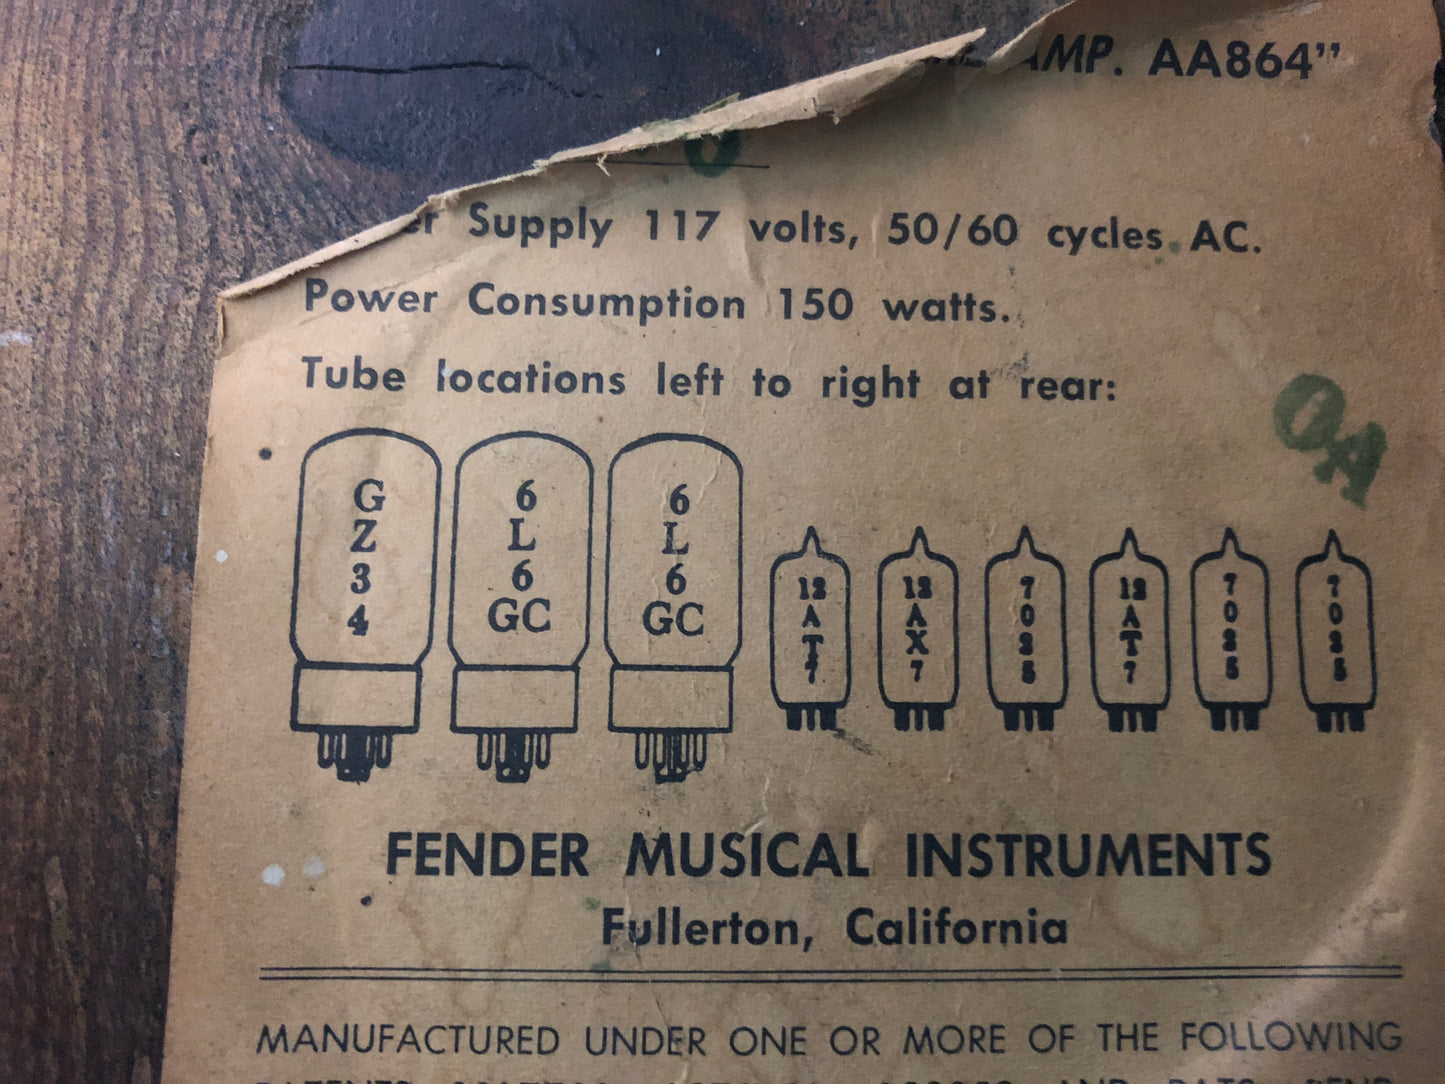 AMP. AA864"
Supply 117 volts, 50/60 cycles AC.
Power Consumption 150 watts.
Tube locations left to right at rear:
OA
GZ34 6L6GC 6L6GC 12AT7 12AX7 7025 12AT7 7025 7025
FENDER MUSICAL INSTRUMENTS
Fullerton, California
MANUFACTURED UNDER ONE OR MORE OF THE FOLLOWING